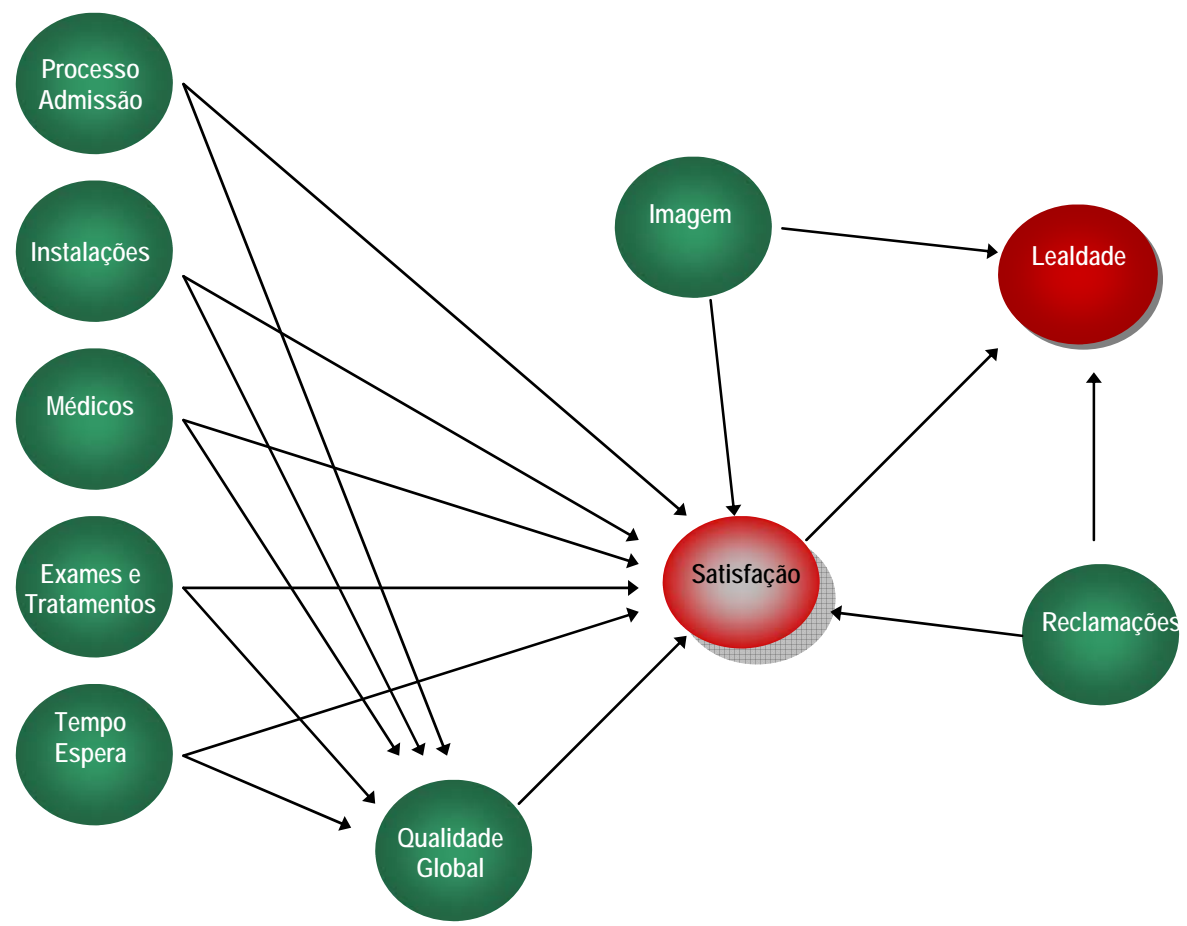 Processo
Admissão
Instalações
Médicos
Exames e
Tratamentos
Tempo
Espera
Qualidade
Global
Imagem
Satisfação
Lealdade
Reclamações